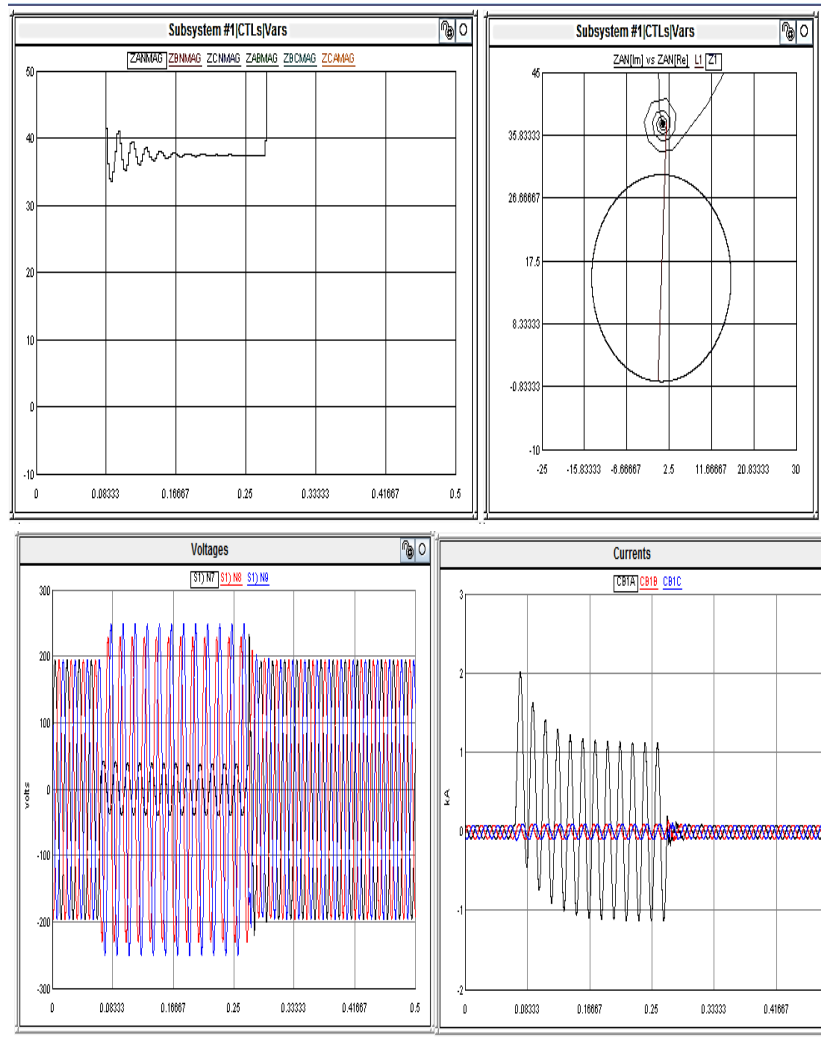 Subsystem #1|CTLs|Vars
ZANMAG ZBNMAG ZCNMAG ZABMAG ZBCMAG ZCAMAG
50
40
30
20
10
0
-10
0 0.08333 0.16667 0.25 0.33333 0.41667 0.5
Subsystem #1|CTLs|Vars
ZAN[Im] vs ZAN[Re] L1 Z1
45
35.83333
26.66667
17.5
8.33333
-0.83333
-10
-25 -15.83333 -6.66667 2.5 11.66667 20.83333 30
Voltages
S1) N7 S1) N8 S1) N9
300
200
100
0
-100
-200
-300
volts
0 0.08333 0.16667 0.25 0.33333 0.41667 0.5
Currents
CB1A CB1B CB1C
3
2
1
0
-1
-2
kA
0 0.08333 0.16667 0.25 0.33333 0.41667